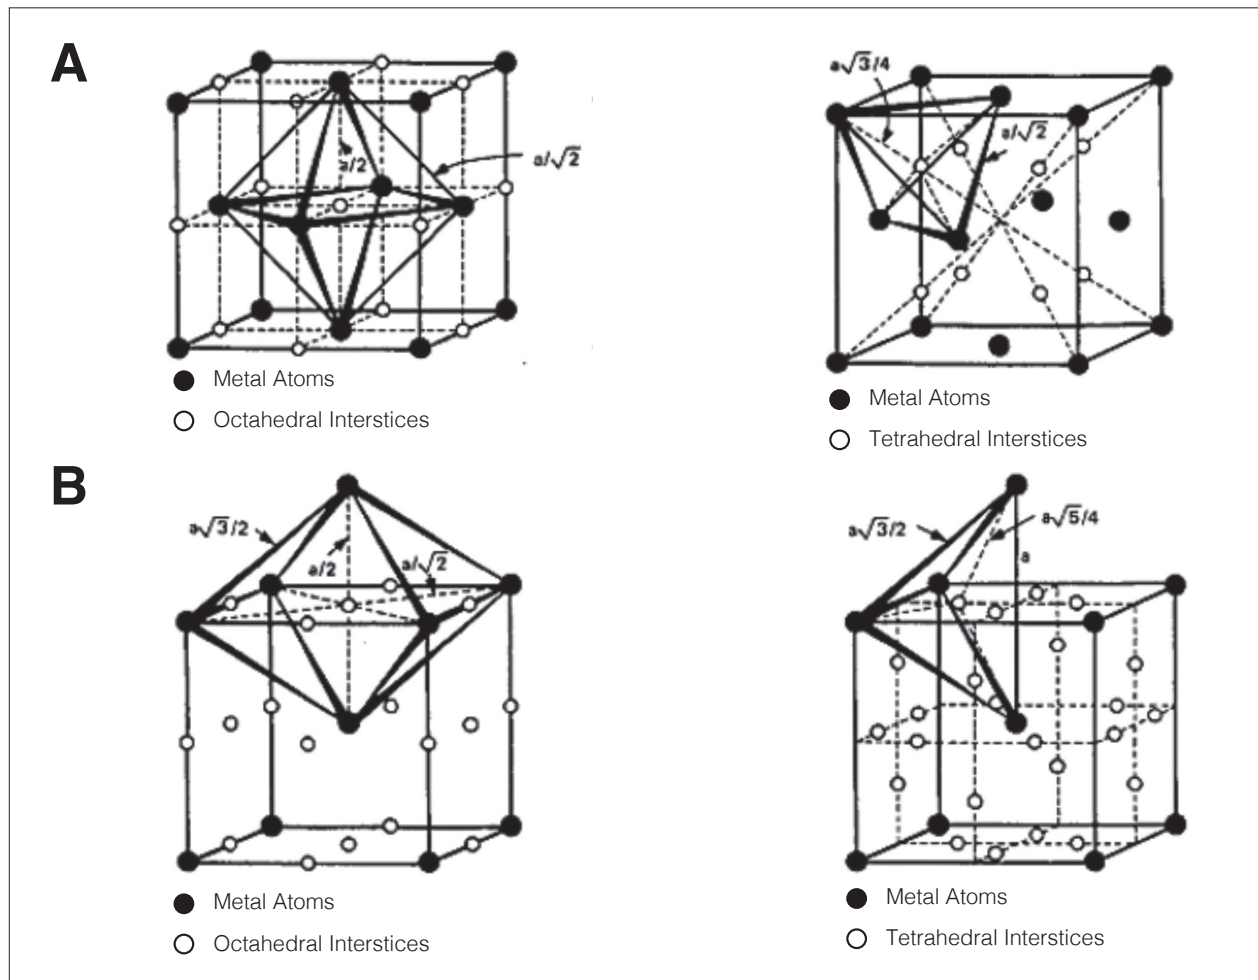 A
a/2
a/√2
Metal Atoms
Octahedral Interstices
a√3/4
a/√2
Metal Atoms
Tetrahedral Interstices
B
a√3/2
a/2
a/√2
Metal Atoms
Octahedral Interstices
a√3/2
a√5/4
a
Metal Atoms
Tetrahedral Interstices